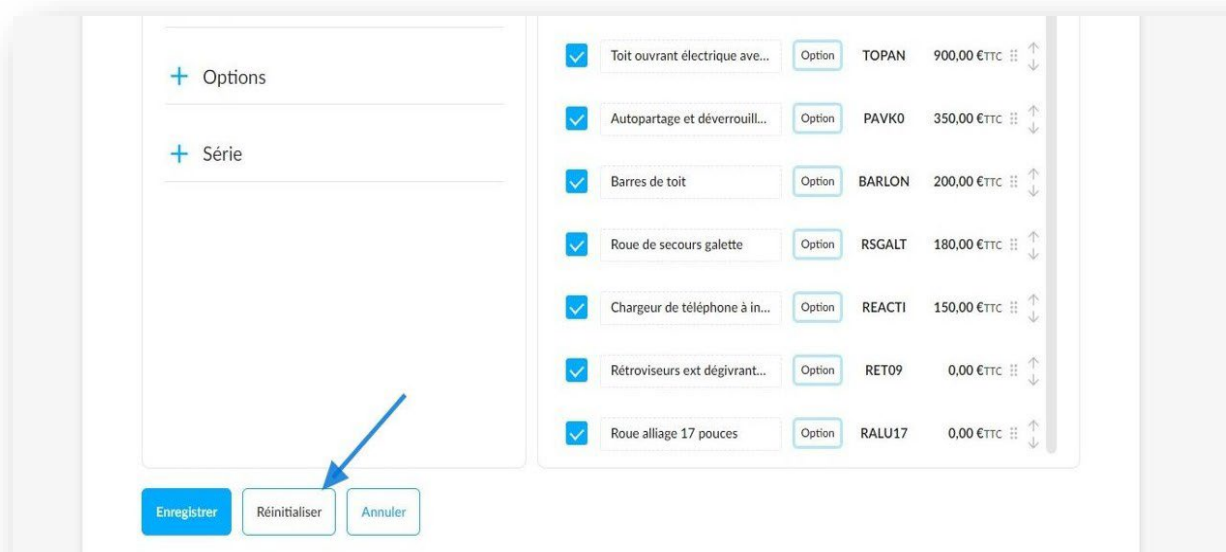 Options
Série
Toit ouvrant électrique ave... Option TOPAN 900,00 €TTC
Autopartage et déverrouill... Option PAVK0 350,00 €TTC
Barres de toit Option BARLON 200,00 €TTC
Roue de secours galette Option RSGALT 180,00 €TTC
Chargeur de téléphone à in... Option REACTI 150,00 €TTC
Rétroviseurs ext dégivrant... Option RET09 0,00 €TTC
Roue alliage 17 pouces Option RALU17 0,00 €TTC
Enregistrer Réinitialiser Annuler